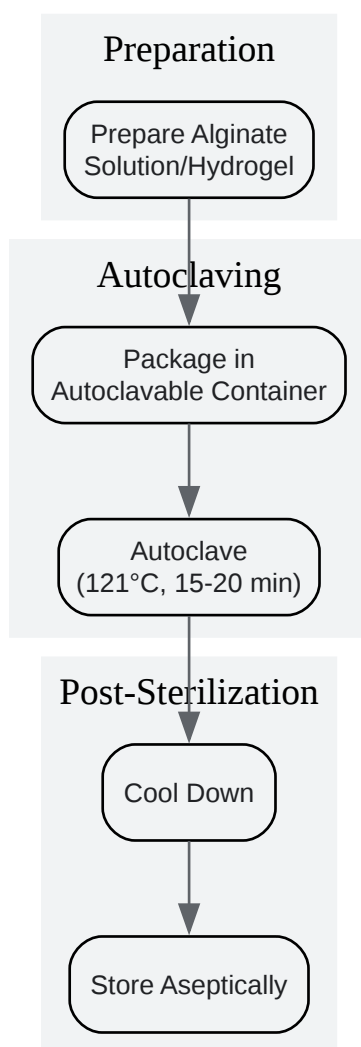 Preparation
Prepare Alginate
Solution/Hydrogel
Autoclaving
Package in
Autoclavable Container
Autoclave
(121°C, 15-20 min)
Post-Sterilization
Cool Down
Store Aseptically